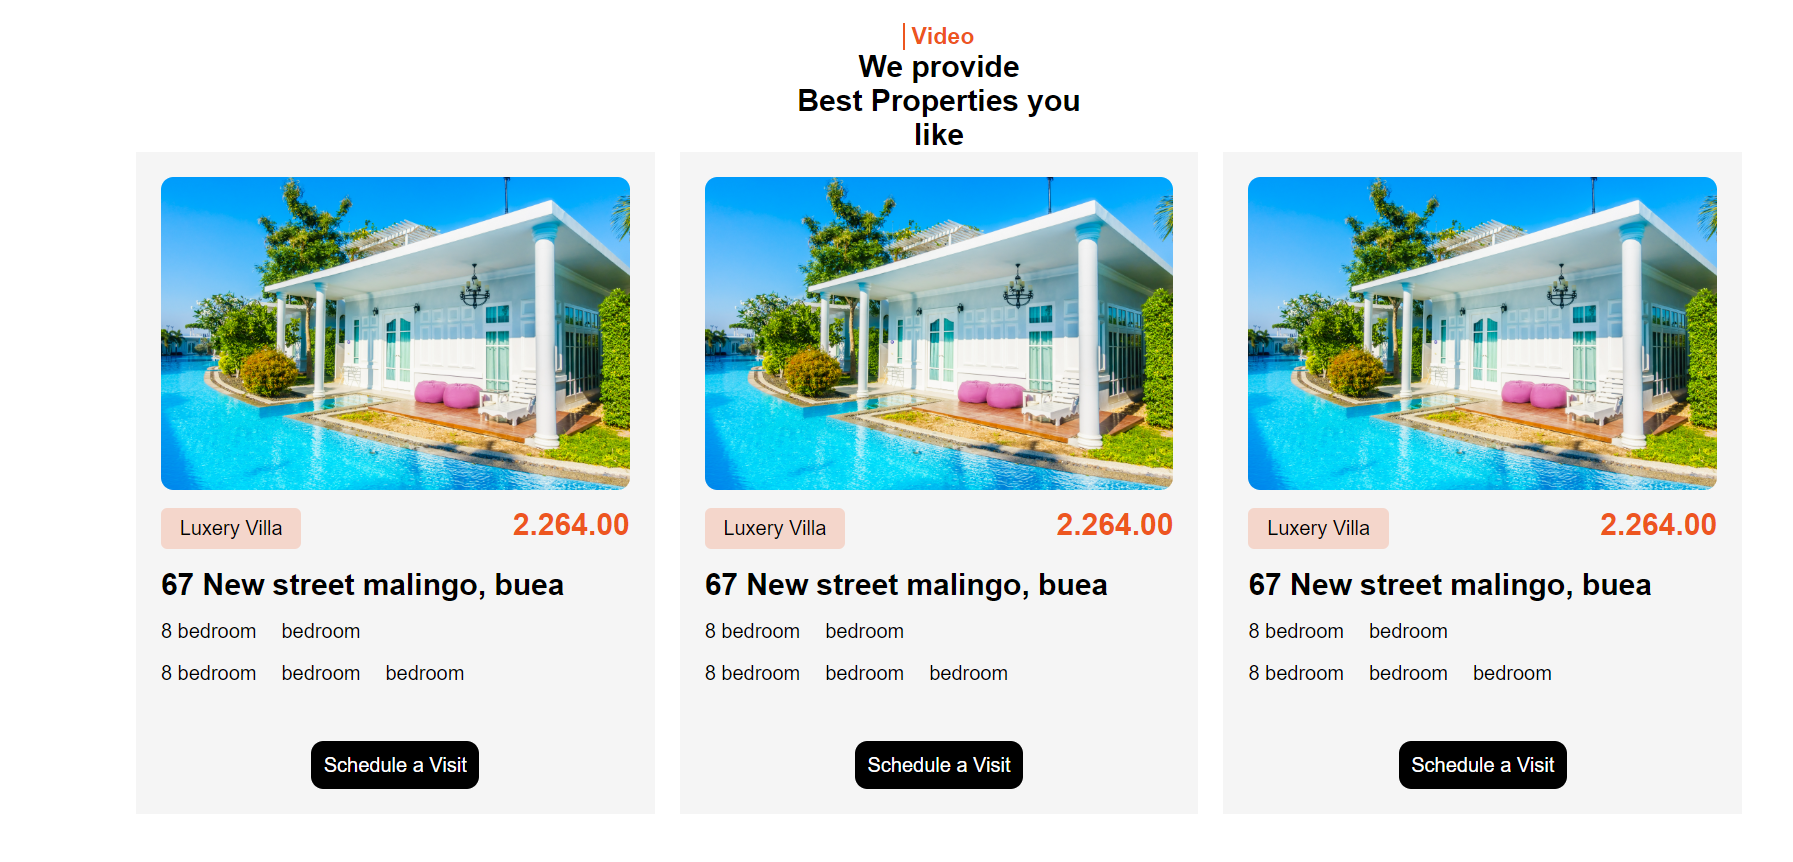 Video
We provide
Best Properties you
like
Luxery Villa 2.264.00
67 New street malingo, buea
8 bedroom bedroom
8 bedroom bedroom bedroom
Schedule a Visit
Luxery Villa 2.264.00
67 New street malingo, buea
8 bedroom bedroom
8 bedroom bedroom bedroom
Schedule a Visit
Luxery Villa 2.264.00
67 New street malingo, buea
8 bedroom bedroom
8 bedroom bedroom bedroom
Schedule a Visit